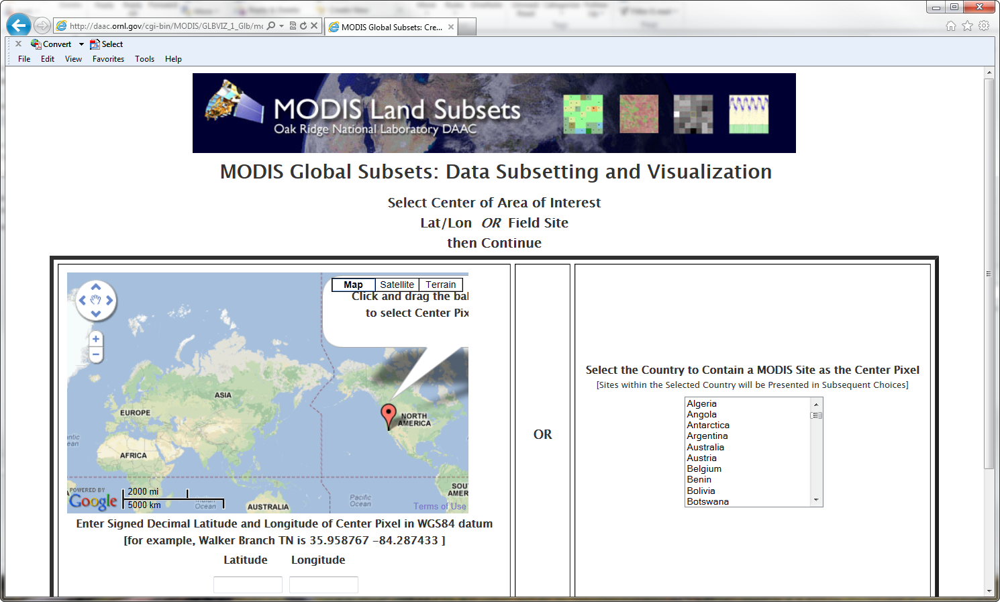 http://daac.ornl.gov/cgi-bin/MODIS/GLBVIZ_1_Glb/mo
MODIS Global Subsets: Cre...
Convert Select
File Edit View Favorites Tools Help
MODIS Land Subsets
Oak Ridge National Laboratory DAAC
MODIS Global Subsets: Data Subsetting and Visualization
Select Center of Area of Interest
Lat/Lon OR Field Site
then Continue
Map Satellite Terrain
Click and drag the bal
to select Center Pix
ASIA
EUROPE
NORTH
AMERICA
AFRICA
AUSTRALIA
Pacific
Ocean
SOU
AMER
ntic
ean
Ocean
POWERED BY
Google
2000 mi
5000 km
Terms of Use
Enter Signed Decimal Latitude and Longitude of Center Pixel in WGS84 datum
[for example, Walker Branch TN is 35.958767 -84.287433 ]
Latitude Longitude
OR
Select the Country to Contain a MODIS Site as the Center Pixel
[Sites within the Selected Country will be Presented in Subsequent Choices]
Algeria
Angola
Antarctica
Argentina
Australia
Austria
Belgium
Benin
Bolivia
Botswana